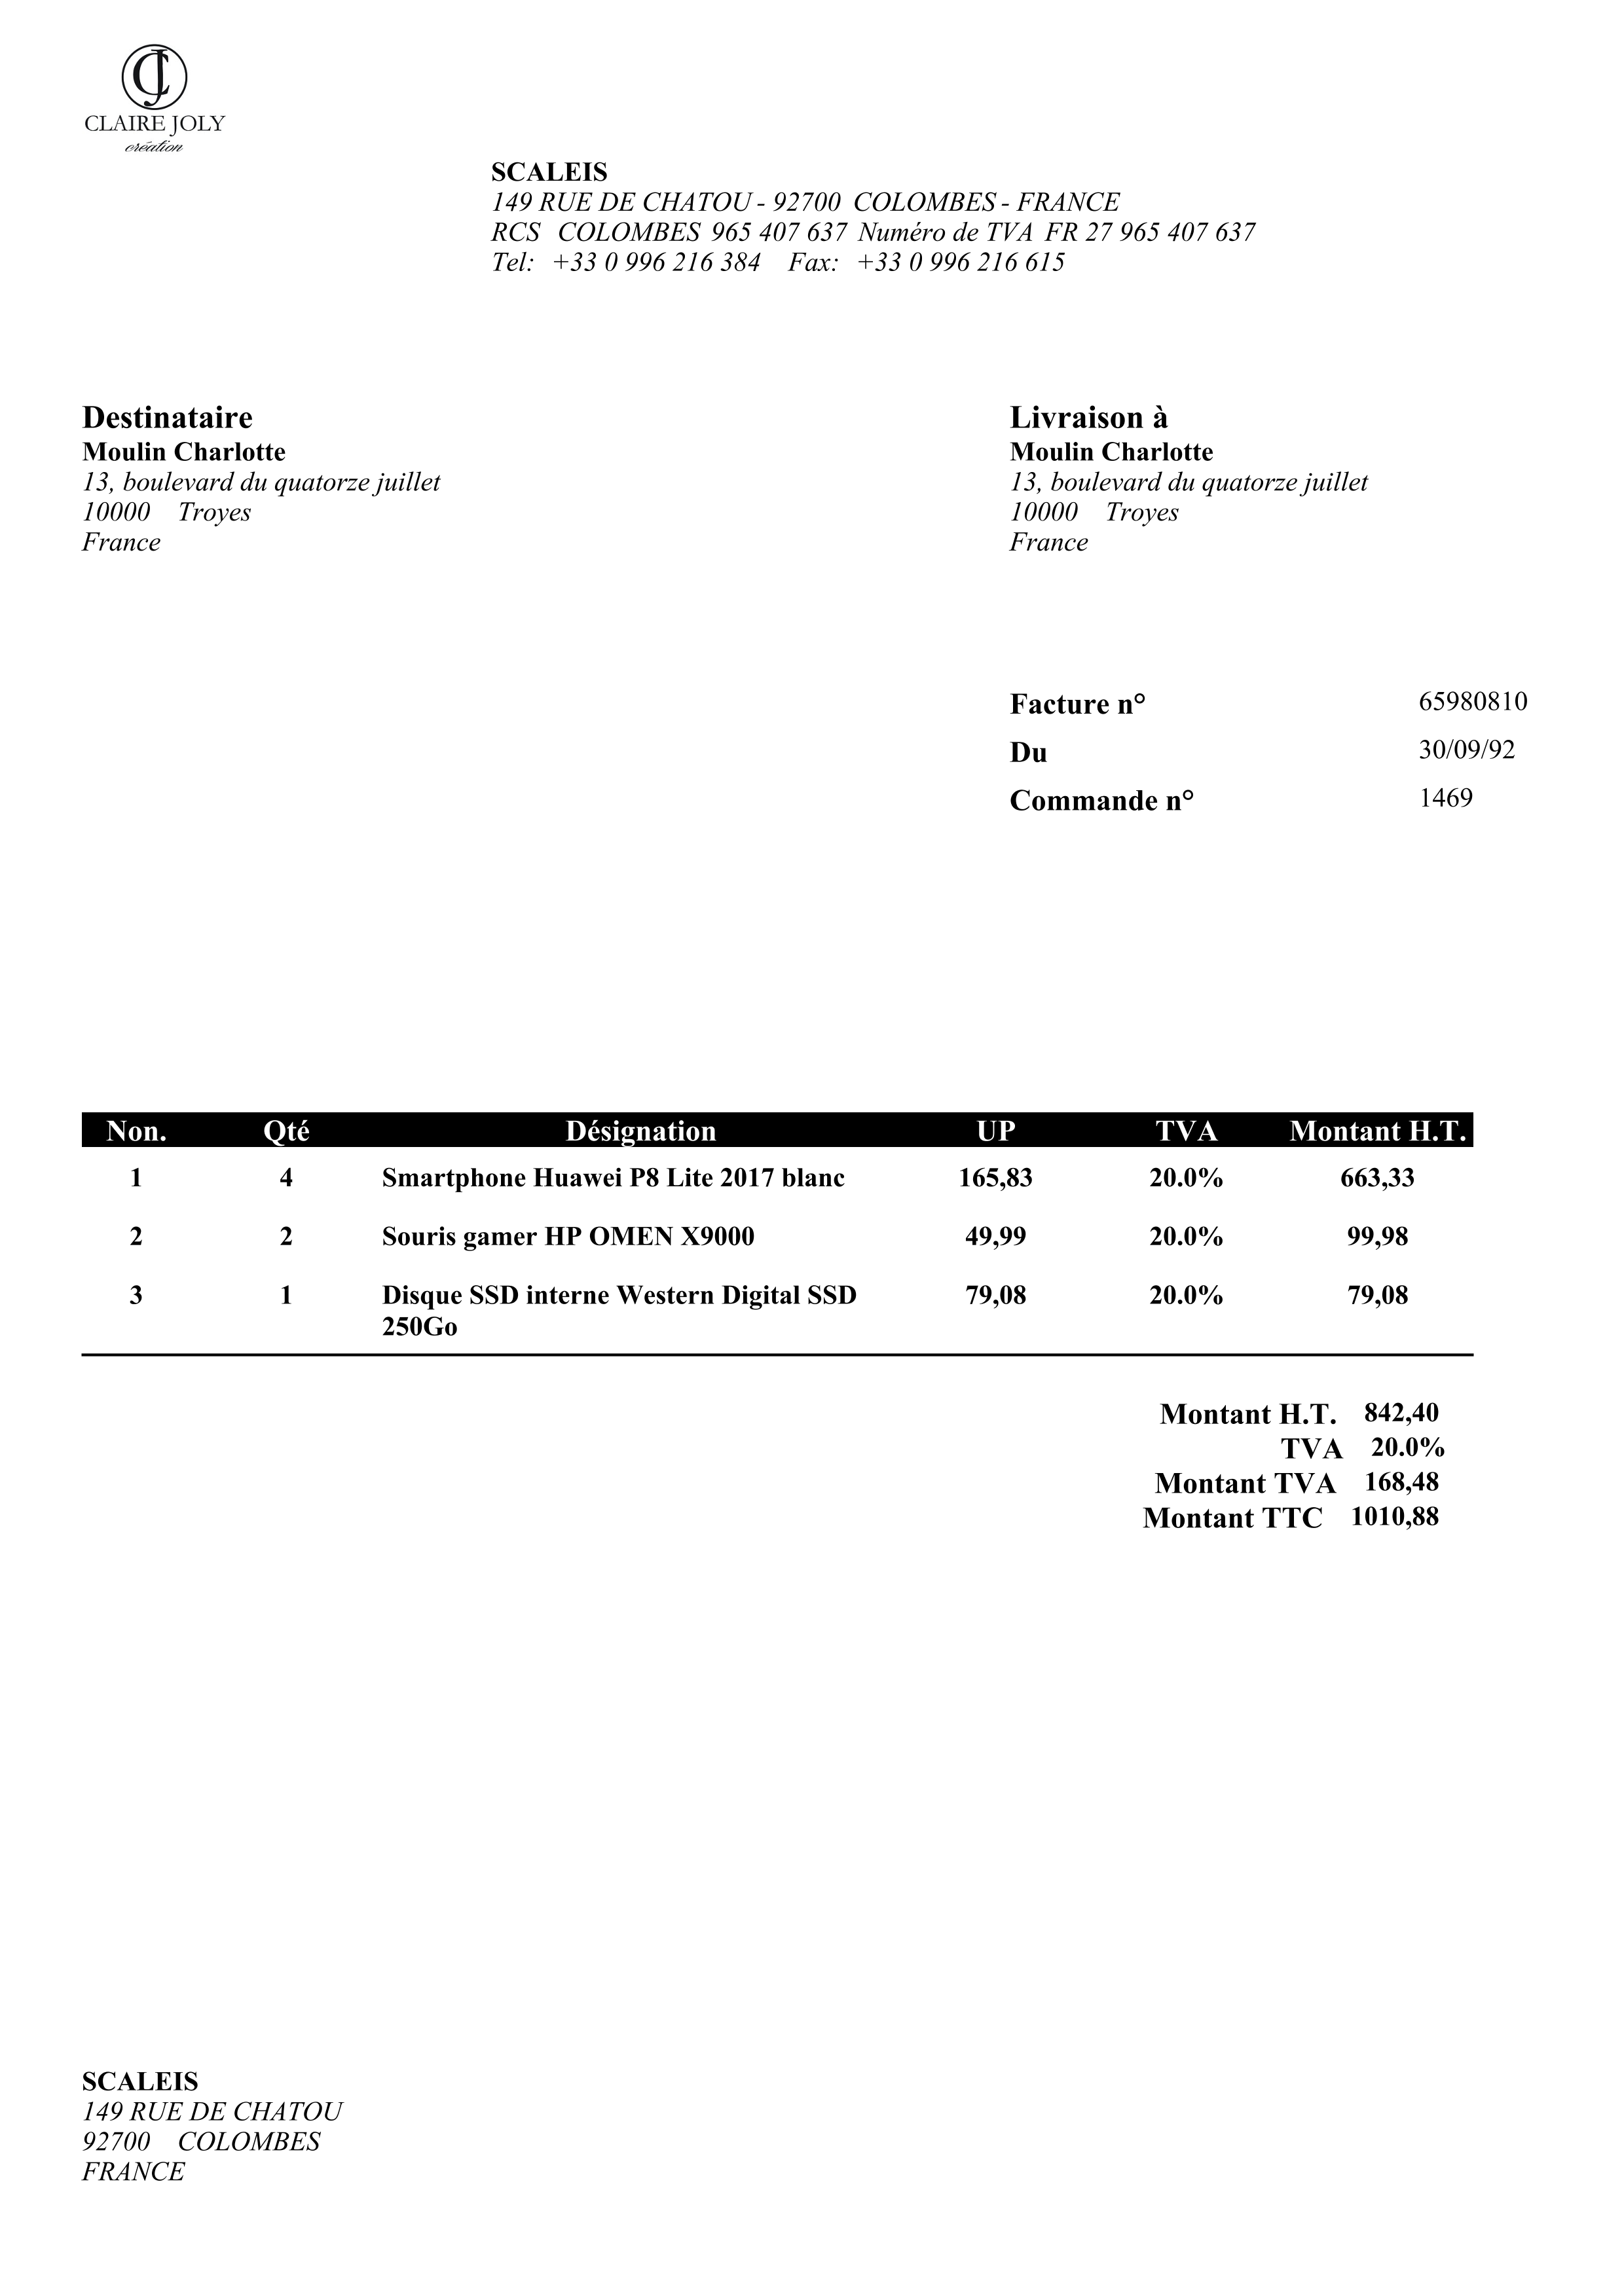 CJ
CLAIRE JOLY
création
SCALEIS
149 RUE DE CHATOU - 92700 COLOMBES - FRANCE
RCS COLOMBES 965 407 637 Numéro de TVA FR 27 965 407 637
Tel: +33 0 996 216 384 Fax: +33 0 996 216 615
Destinataire
Moulin Charlotte
13, boulevard du quatorze juillet
10000 Troyes
France
Livraison à
Moulin Charlotte
13, boulevard du quatorze juillet
10000 Troyes
France
Facture n° 65980810
Du 30/09/92
Commande n° 1469
Non. Qté Désignation UP TVA Montant H.T.
1 4 Smartphone Huawei P8 Lite 2017 blanc 165,83 20.0% 663,33
2 2 Souris gamer HP OMEN X9000 49,99 20.0% 99,98
3 1 Disque SSD interne Western Digital SSD 79,08 20.0% 79,08
250Go
Montant H.T. 842,40
TVA 20.0%
Montant TVA 168,48
Montant TTC 1010,88
SCALEIS
149 RUE DE CHATOU
92700 COLOMBES
FRANCE